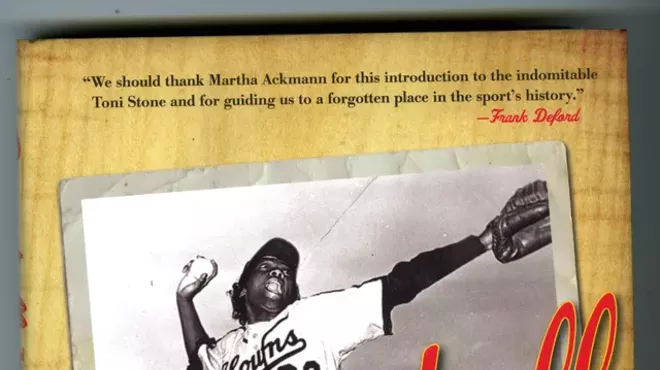 “We should thank Martha Ackmann for this introduction to the indomitable
Toni Stone and for guiding us to a forgotten place in the sport’s history.”
—Frank Deford
Clowns